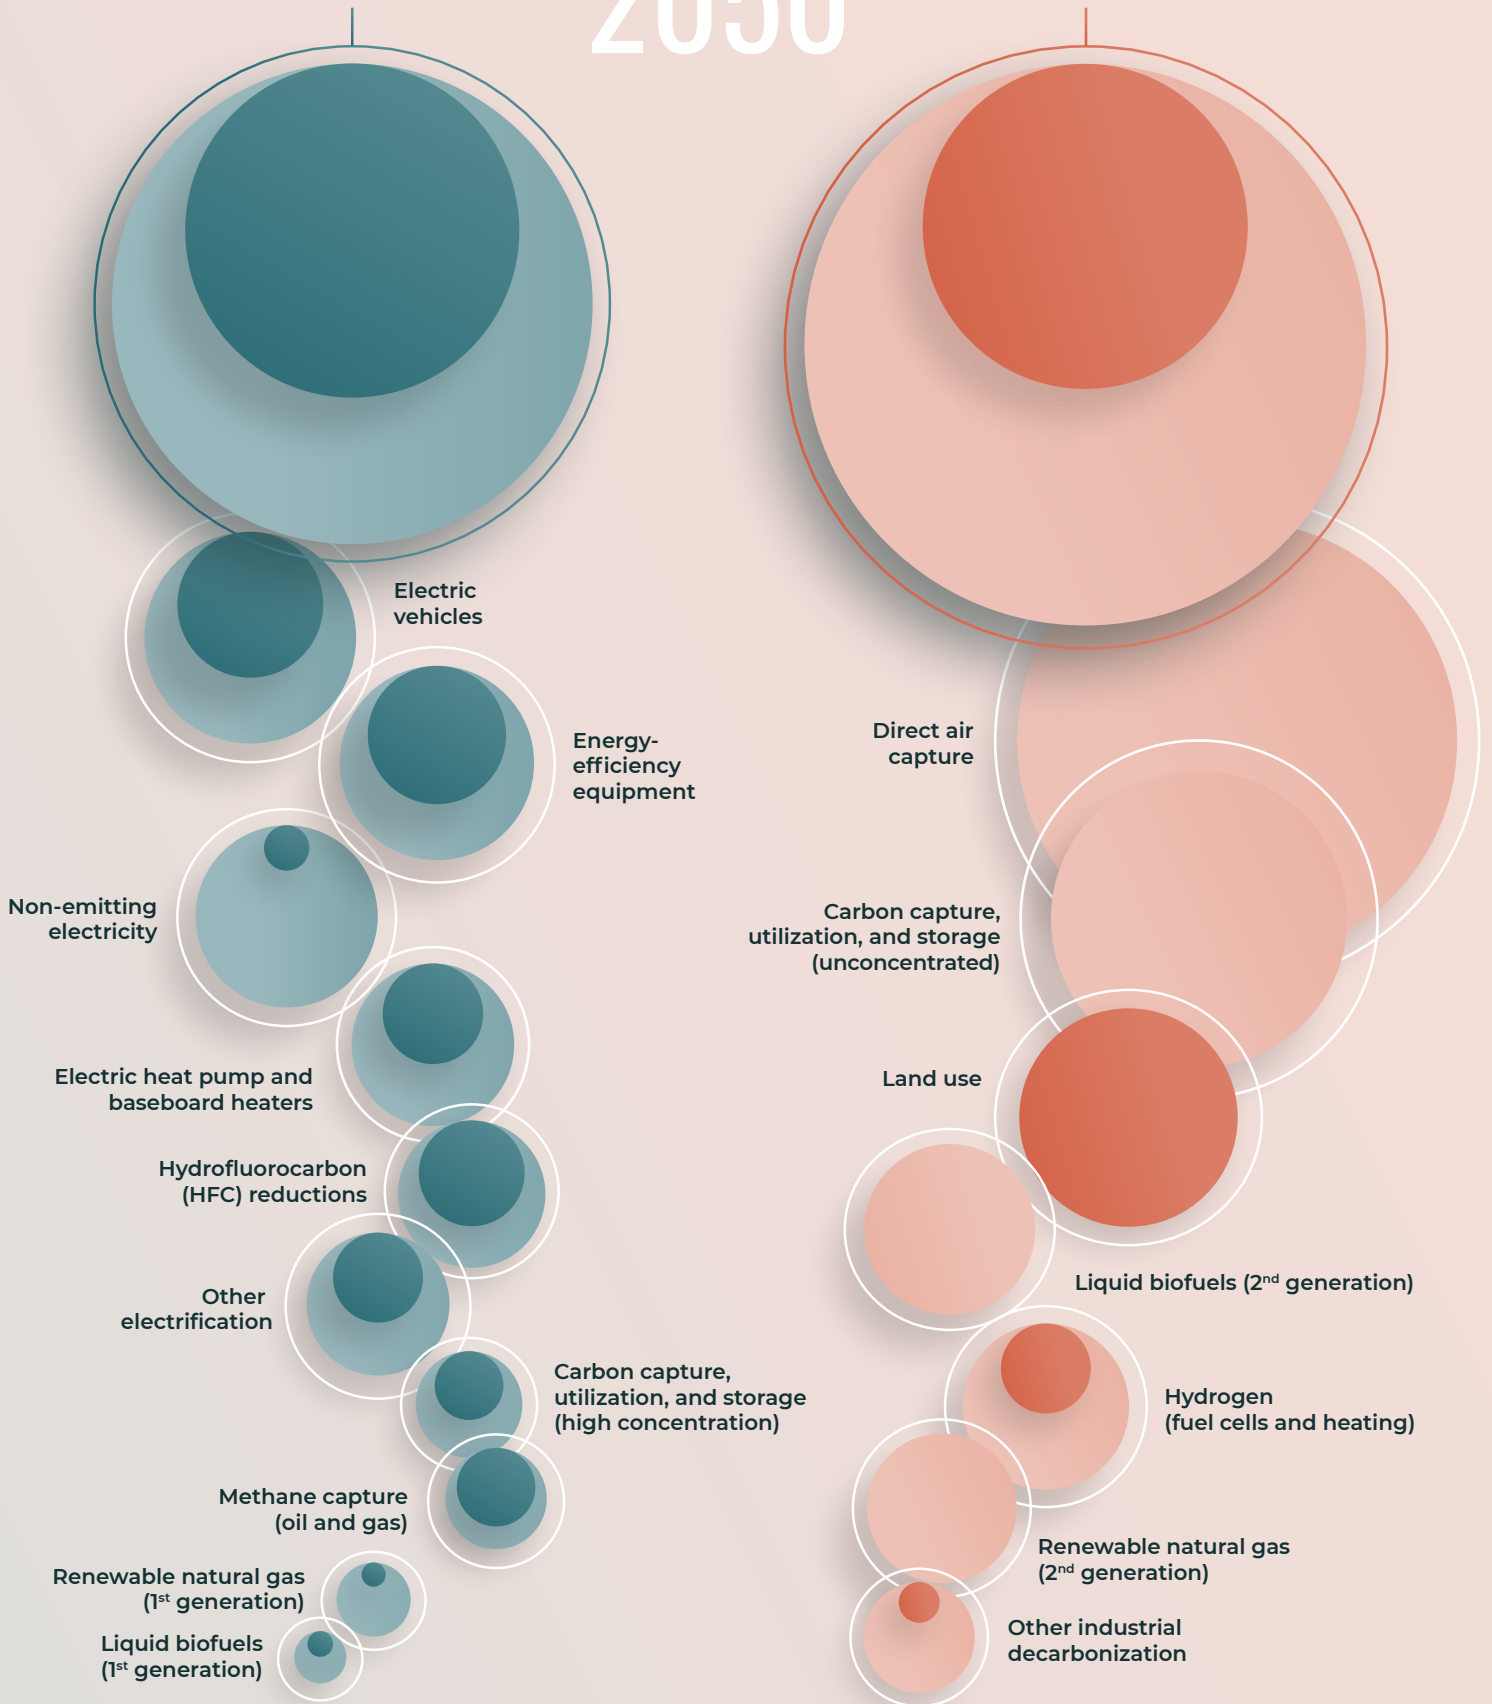 2050
Electric
vehicles
Energy-
efficiency
equipment
Non-emitting
electricity
Electric heat pump and
baseboard heaters
Hydrofluorocarbon
(HFC) reductions
Other
electrification
Carbon capture,
utilization, and storage
(high concentration)
Methane capture
(oil and gas)
Renewable natural gas
(1st generation)
Liquid biofuels
(1st generation)
Direct air
capture
Carbon capture,
utilization, and storage
(unconcentrated)
Land use
Liquid biofuels (2nd generation)
Hydrogen
(fuel cells and heating)
Renewable natural gas
(2nd generation)
Other industrial
decarbonization